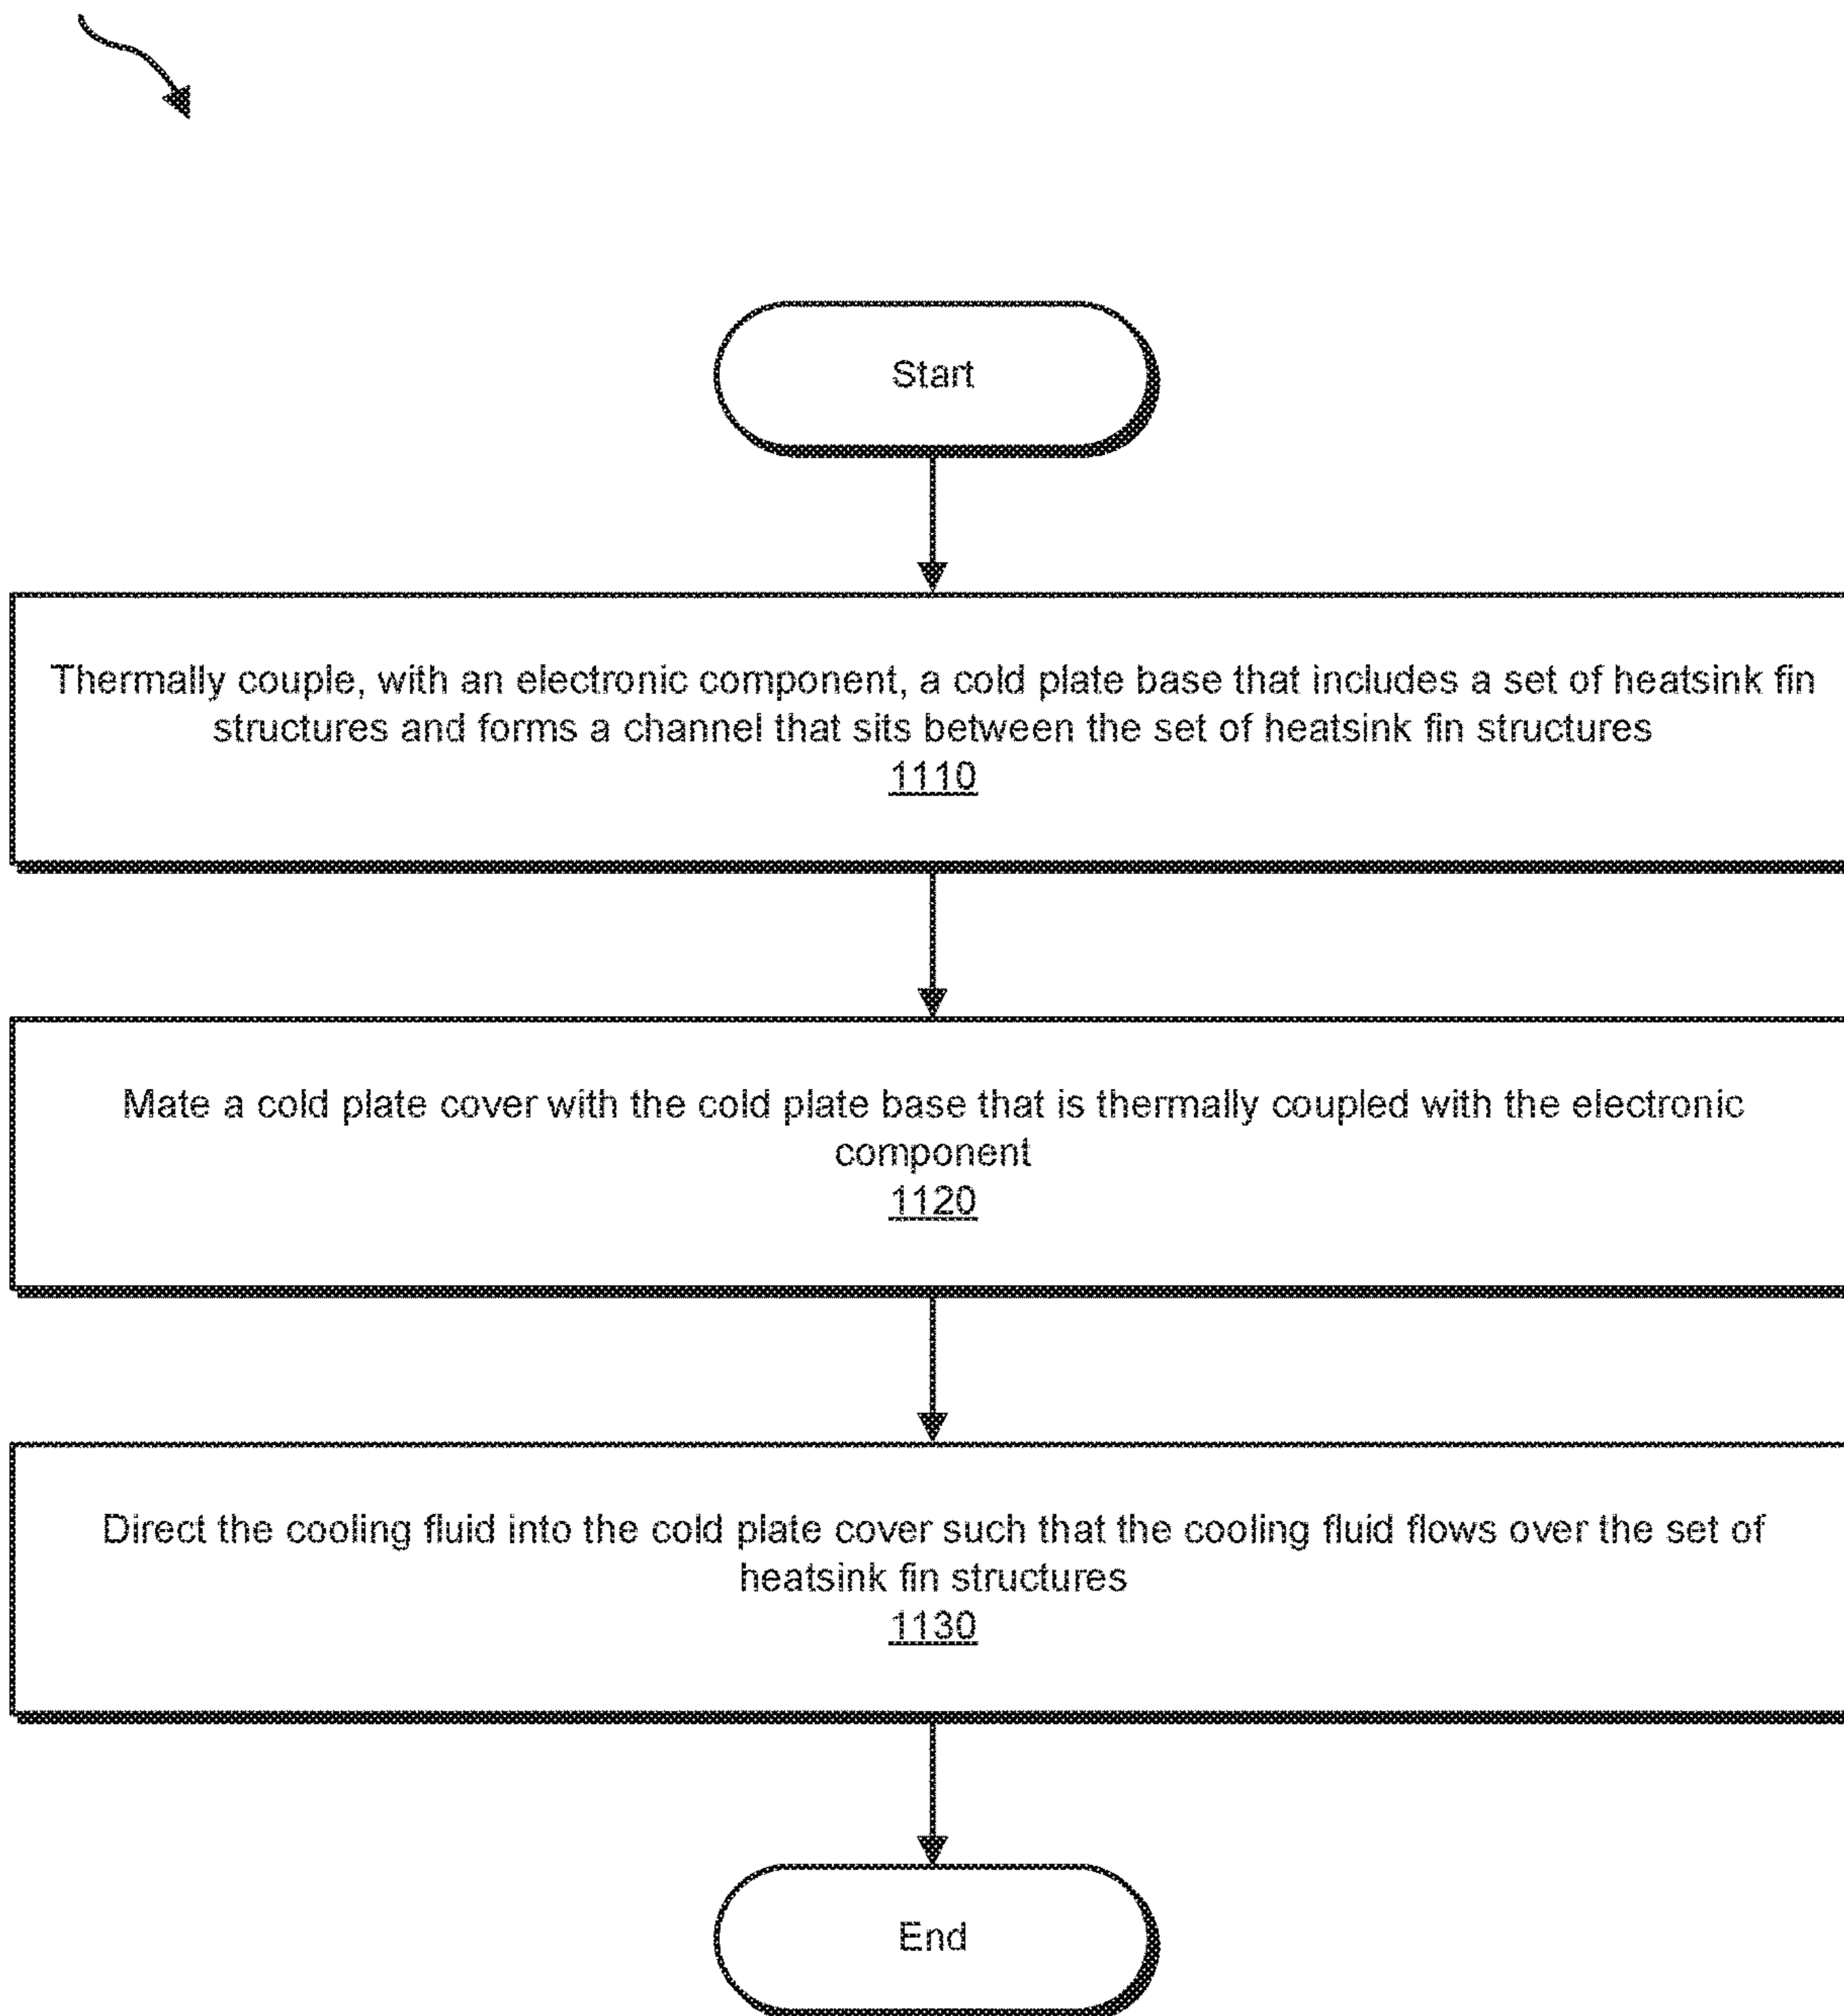 Start
Thermally couple, with an electronic component, a cold plate base that includes a set of heatsink fin
structures and forms a channel that sits between the set of heatsink fin structures
1110
Mate a cold plate cover with the cold plate base that is thermally coupled with the electronic
component
1120
Direct the cooling fluid into the cold plate cover such that the cooling fluid flows over the set of
heatsink fin structures
1130
End